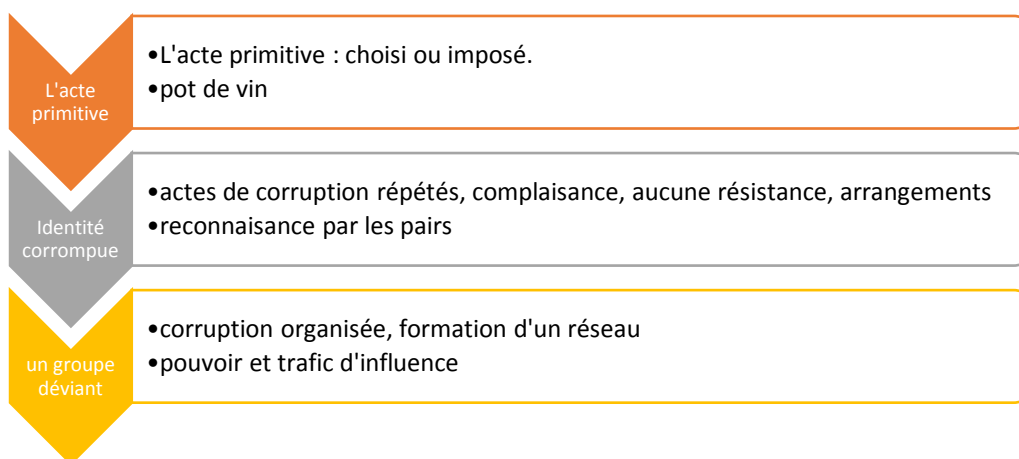 L'acte
primitive
•L'acte primitive : choisi ou imposé.
•pot de vin
Identité
corrompue
•actes de corruption répétés, complaisance, aucune résistance, arrangements
•reconnaisance par les pairs
un groupe
déviant
•corruption organisée, formation d'un réseau
•pouvoir et trafic d'influence